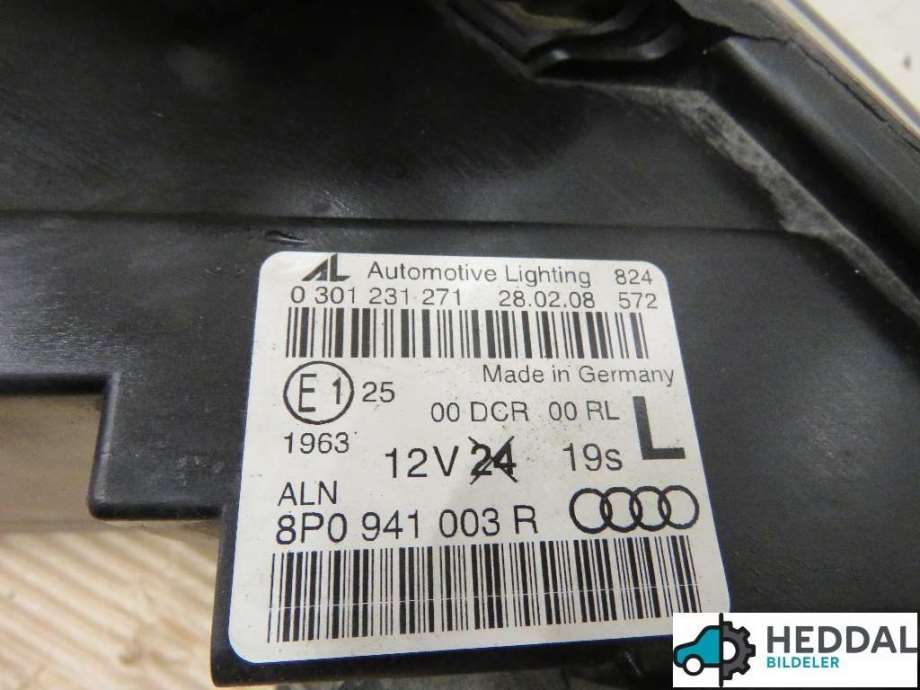 AL Automotive Lighting 824
0 301 231 271 28.02.08 572
Made in Germany
E1 25
00 DCR 00 RL
L
1963
12V 24 19s
ALN
8P0 941 003 R
HEDDAL
BILDELER